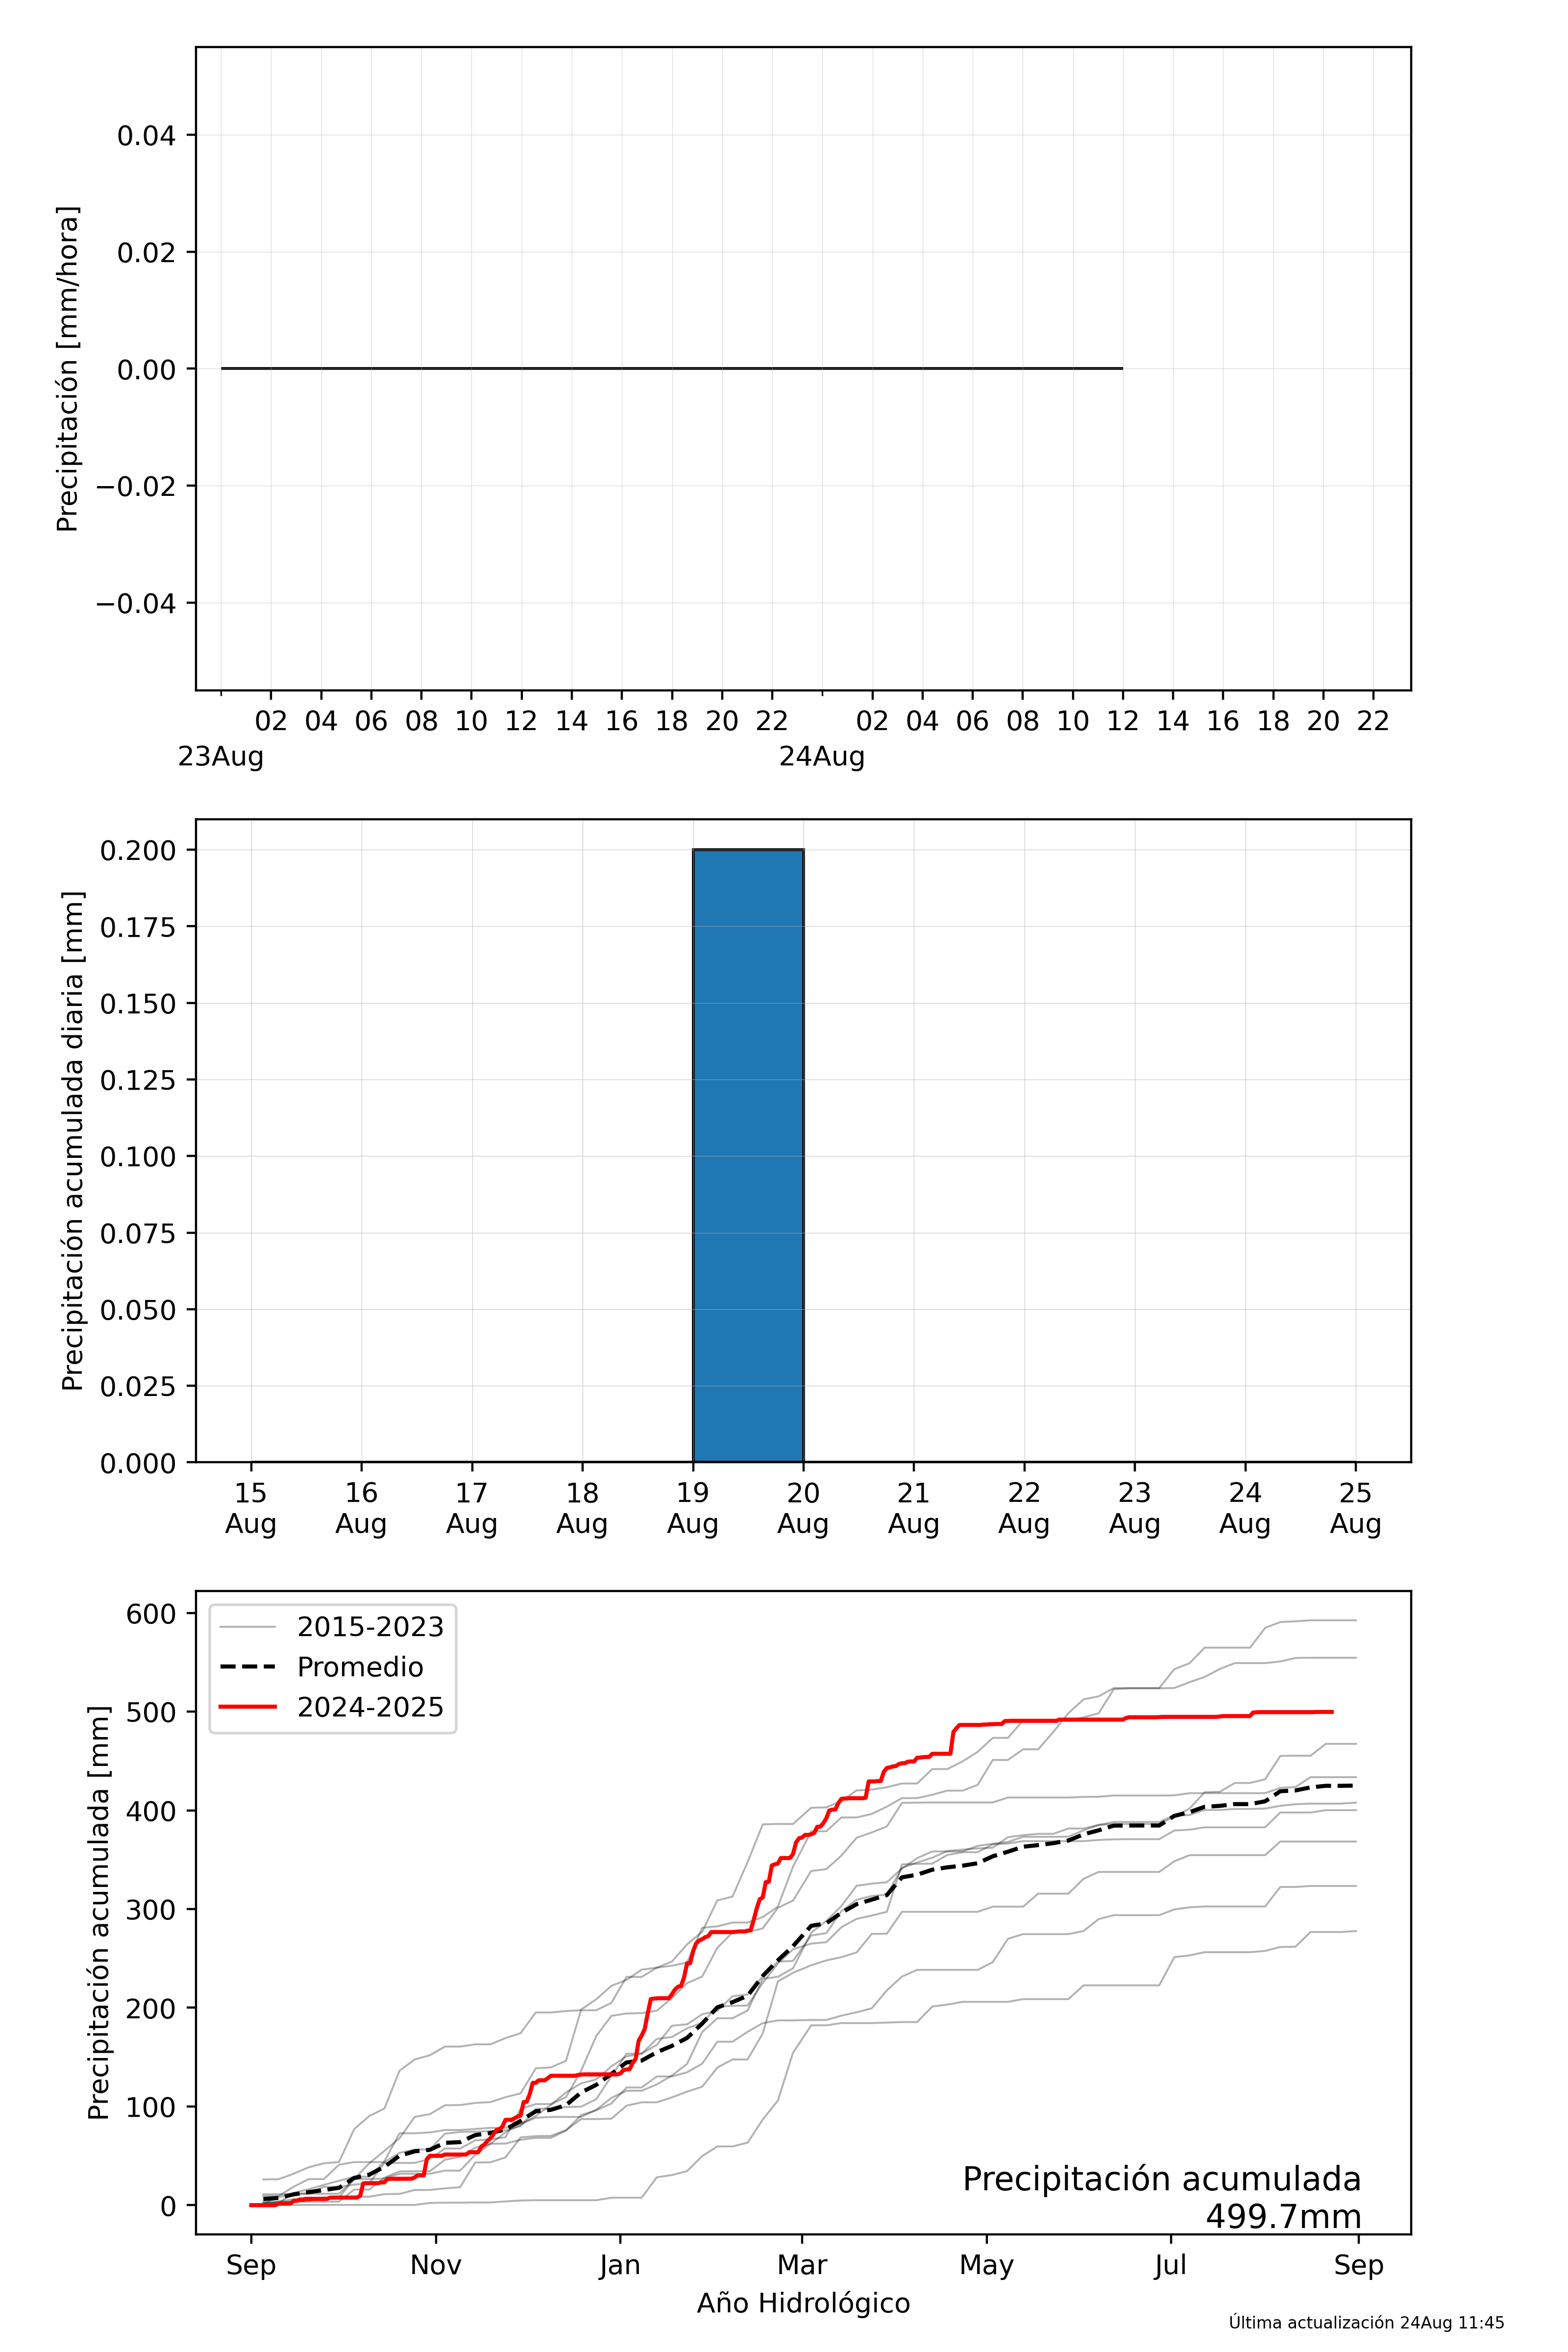 Precipitación [mm/hora]
0.04
0.02
0.00
−0.02
−0.04
02 04 06 08 10 12 14 16 18 20 22 02 04 06 08 10 12 14 16 18 20 22
23Aug 24Aug
Precipitación acumulada diaria [mm]
0.200
0.175
0.150
0.125
0.100
0.075
0.050
0.025
0.000
15 16 17 18 19 20 21 22 23 24 25
Aug Aug Aug Aug Aug Aug Aug Aug Aug Aug Aug
Precipitación acumulada [mm]
600
500
400
300
200
100
0
2015-2023
Promedio
2024-2025
Precipitación acumulada
499.7mm
Sep Nov Jan Mar May Jul Sep
Año Hidrológico
Última actualización 24Aug 11:45